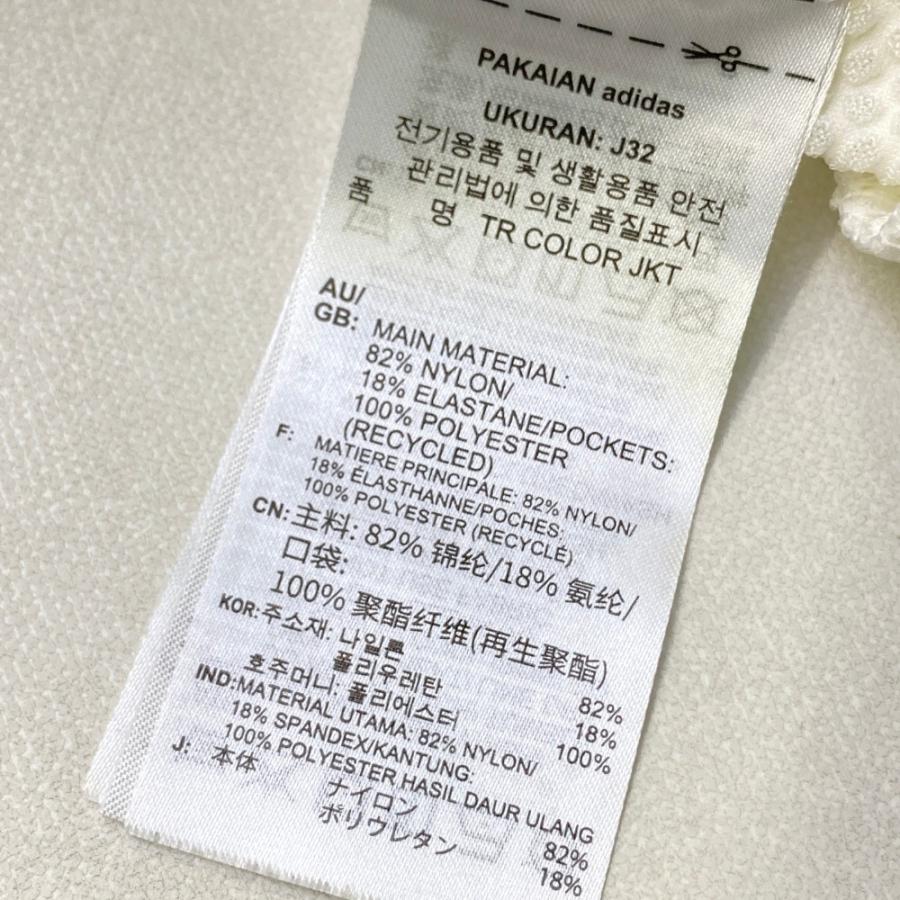 PAKAIAN adidas
UKURAN: J32
전기용품 및 생활용품 안전
관리법에 의한 품질표시
품 명 TR COLOR JKT
AU/
GB: MAIN MATERIAL:
82% NYLON/
18% ELASTANE/POCKETS:
100% POLYESTER
(RECYCLED)
F: MATIERE PRINCIPALE: 82% NYLON/
18% ÉLASTHANNE/POCHES:
100% POLYESTER (RECYCLÉ)
CN: 主料: 82% 锦纶/18% 氨纶/
口袋:
100% 聚酯纤维(再生聚酯)
KOR: 주소재: 나일론 82%
폴리우레탄 18%
호주머니: 폴리에스터 100%
IND: MATERIAL UTAMA: 82% NYLON/
18% SPANDEX/KANTUNG:
100% POLYESTER HASIL DAUR ULANG
J: 本体 ナイロン 82%
ポリウレタン 18%